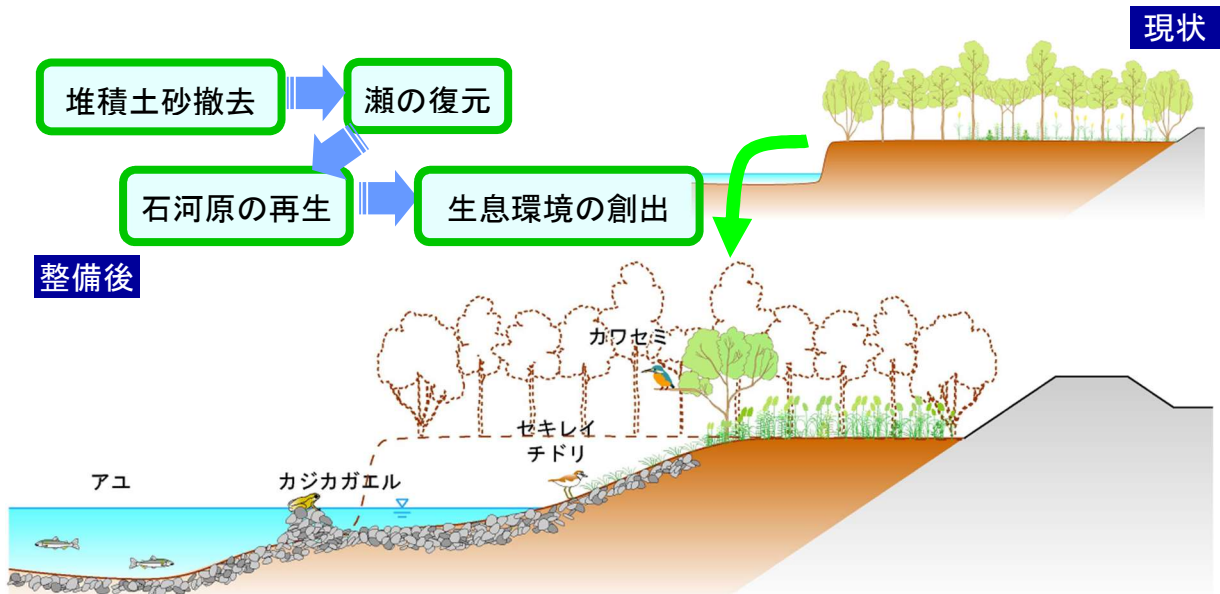 現状
堆積土砂撤去
瀬の復元
石河原の再生
生息環境の創出
整備後
カワセミ
セキレイ
チドリ
アユ
カジカガエル